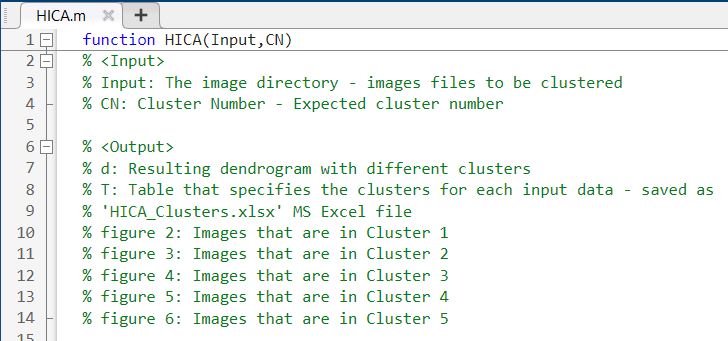 HICA.m × +
1 function HICA(Input,CN)
2 % <Input>
3 % Input: The image directory - images files to be clustered
4 % CN: Cluster Number - Expected cluster number
5
6 % <Output>
7 % d: Resulting dendrogram with different clusters
8 % T: Table that specifies the clusters for each input data - saved as
9 % 'HICA_Clusters.xlsx' MS Excel file
10 % figure 2: Images that are in Cluster 1
11 % figure 3: Images that are in Cluster 2
12 % figure 4: Images that are in Cluster 3
13 % figure 5: Images that are in Cluster 4
14 % figure 6: Images that are in Cluster 5
15